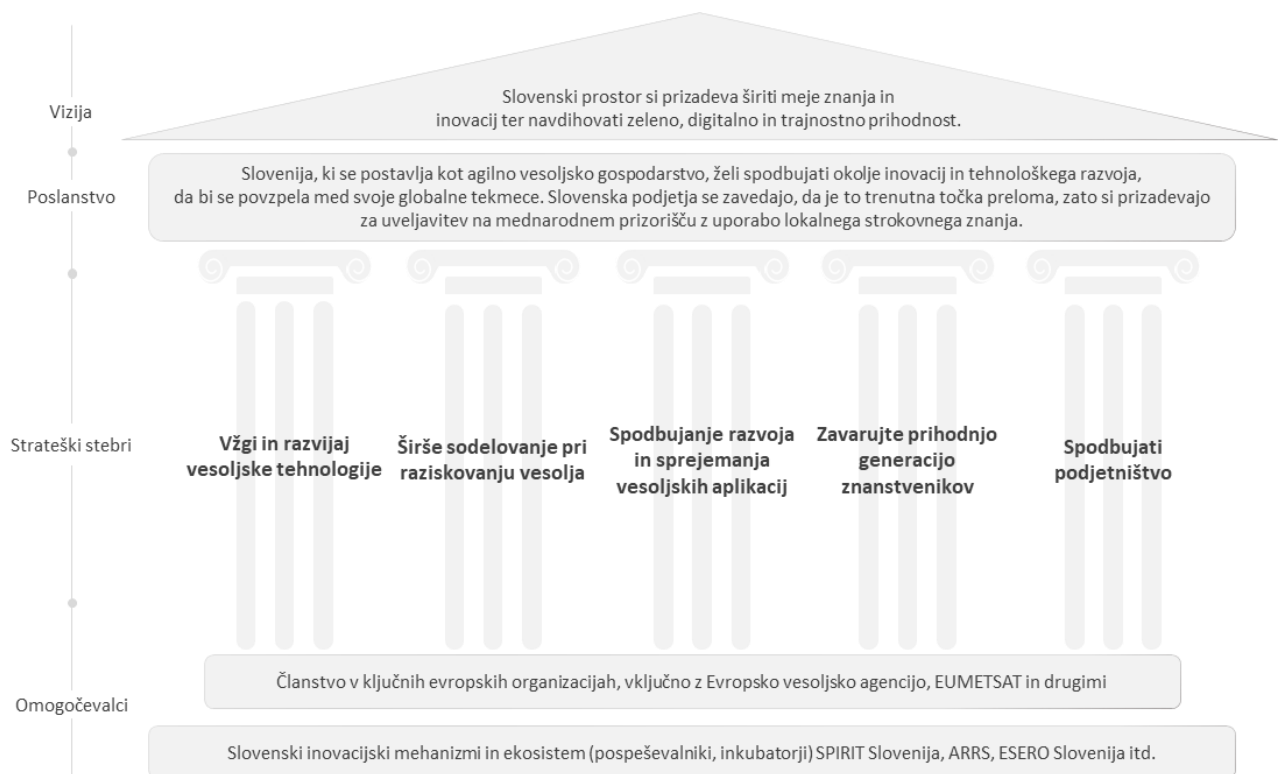 Vizija
Slovenski prostor si prizadeva širiti meje znanja in
inovacij ter navdihovati zeleno, digitalno in trajnostno prihodnost.
Poslanstvo
Slovenija, ki se postavlja kot agilno vesoljsko gospodarstvo, želi spodbujati okolje inovacij in tehnološkega razvoja,
da bi se povzpela med svoje globalne tekmece. Slovenska podjetja se zavedajo, da je to trenutna točka preloma, zato si prizadevajo
za uveljavitev na mednarodnem prizorišču z uporabo lokalnega strokovnega znanja.
Strateški stebri
Vžgi in razvijaj
vesoljske tehnologije
Širše sodelovanje pri
raziskovanju vesolja
Spodbujanje razvoja
in sprejemanja
vesoljskih aplikacij
Zavarujte prihodnjo
generacijo
znanstvenikov
Spodbujati
podjetništvo
Omogočevalci
Članstvo v ključnih evropskih organizacijah, vključno z Evropsko vesoljsko agencijo, EUMETSAT in drugimi
Slovenski inovacijski mehanizmi in ekosistem (pospeševalniki, inkubatorji) SPIRIT Slovenija, ARRS, ESERO Slovenija itd.